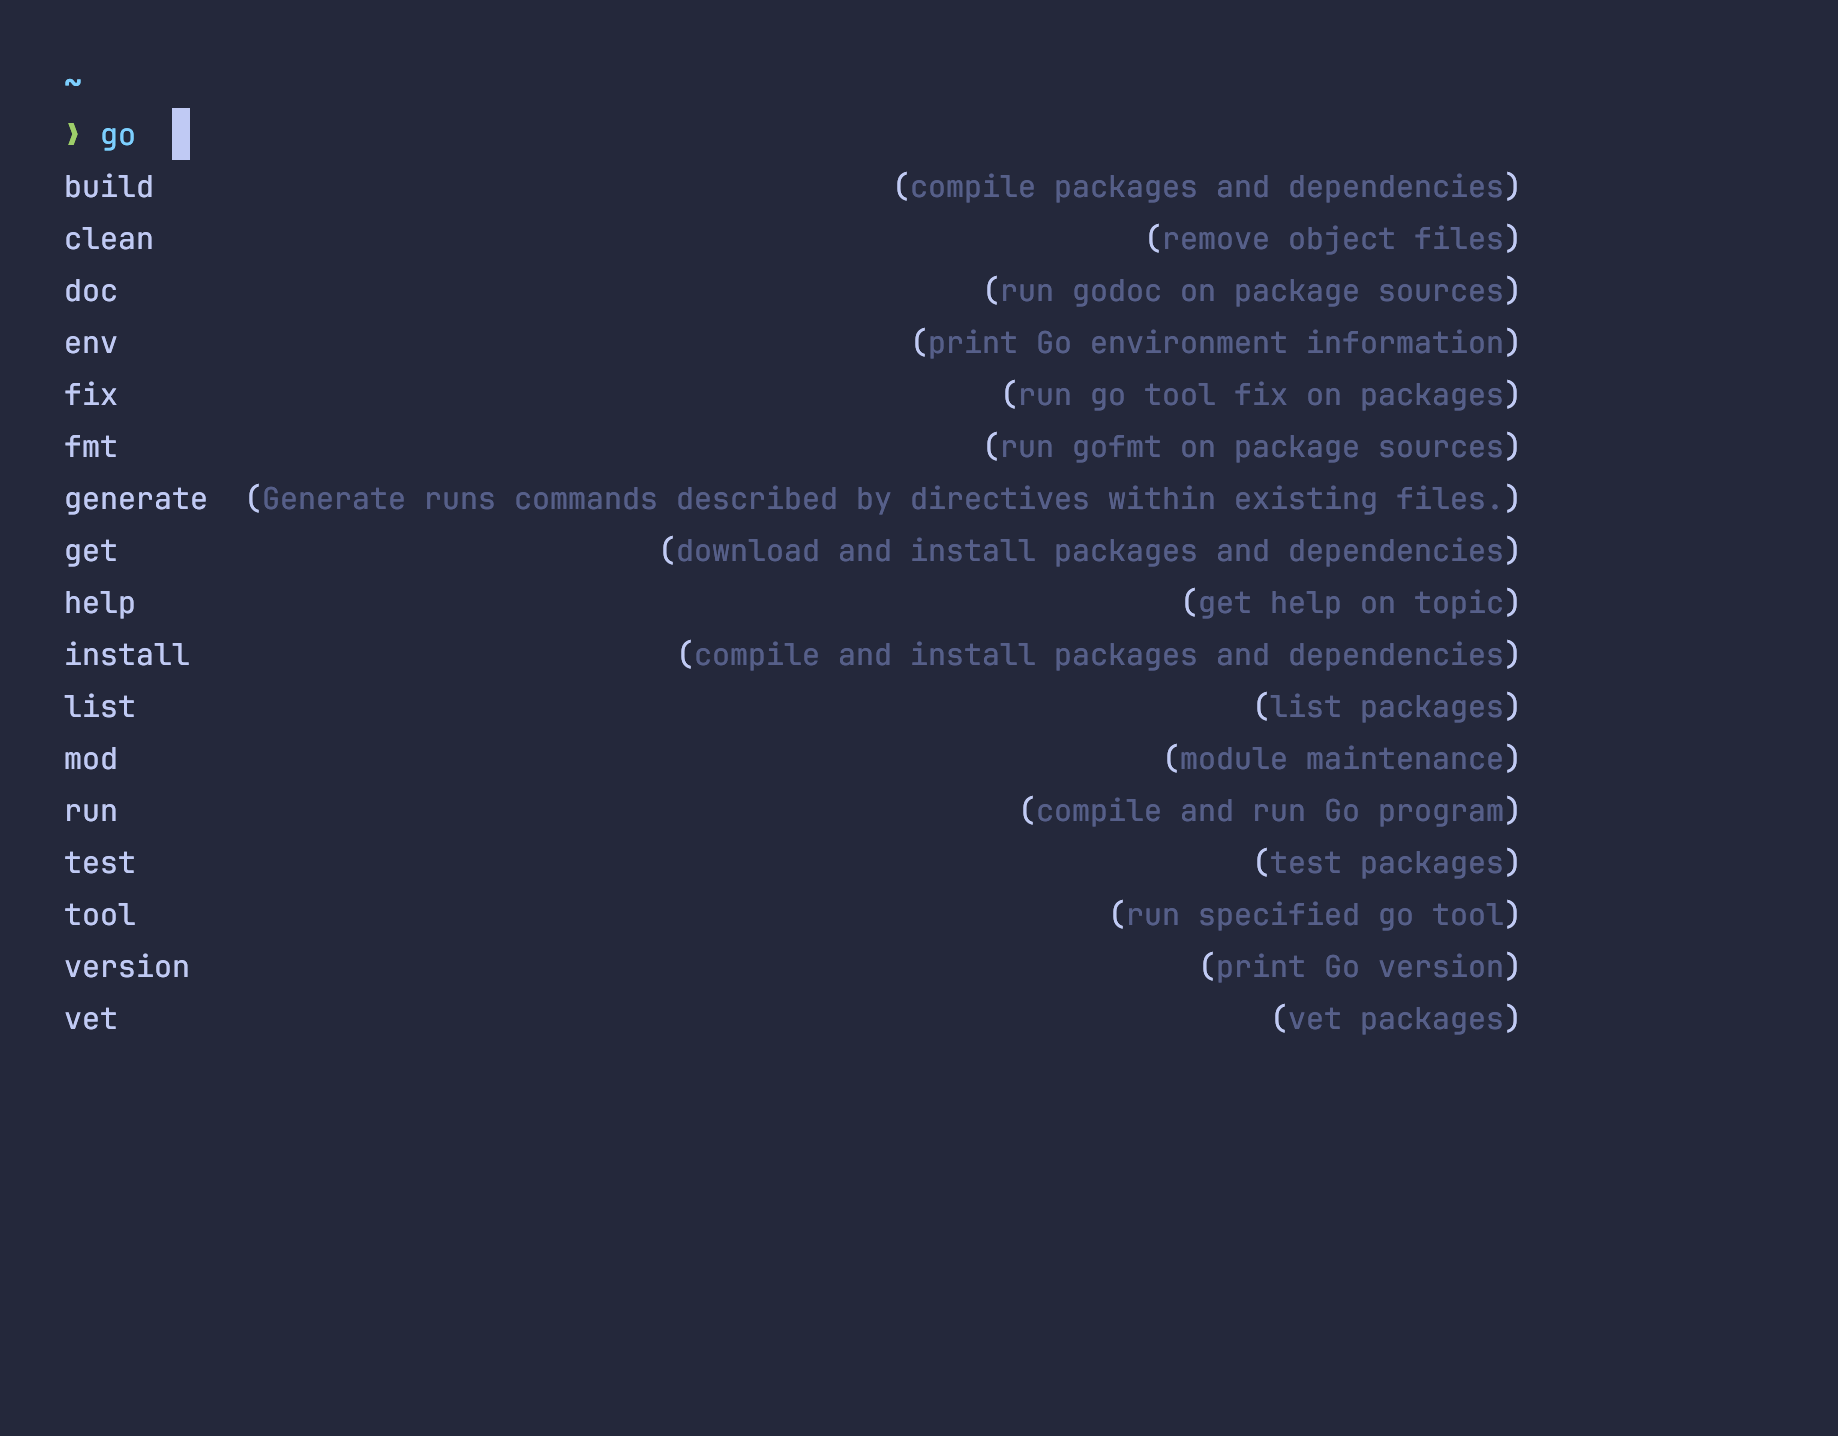 ~
❱ go
build (compile packages and dependencies)
clean (remove object files)
doc (run godoc on package sources)
env (print Go environment information)
fix (run go tool fix on packages)
fmt (run gofmt on package sources)
generate (Generate runs commands described by directives within existing files.)
get (download and install packages and dependencies)
help (get help on topic)
install (compile and install packages and dependencies)
list (list packages)
mod (module maintenance)
run (compile and run Go program)
test (test packages)
tool (run specified go tool)
version (print Go version)
vet (vet packages)